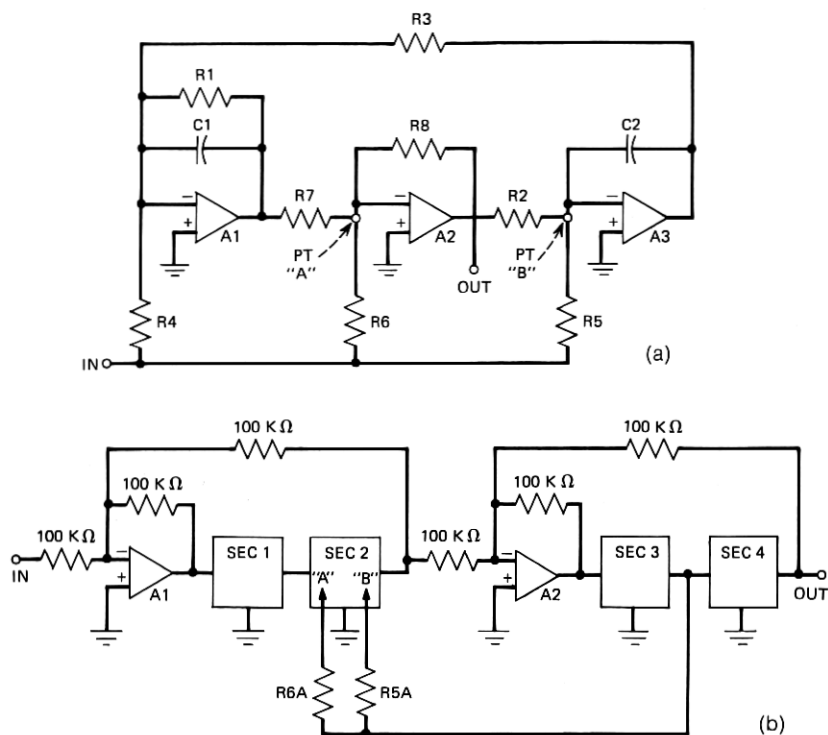 R3
R1
C1
R8
C2
R7
R2
−
+
A1
−
+
A2
−
+
A3
PT
"A"
PT
"B"
OUT
R4
R6
R5
IN
(a)
100 KΩ
100 KΩ
100 KΩ
100 KΩ
100 KΩ
100 KΩ
SEC 1
SEC 2
SEC 3
SEC 4
"A"
"B"
−
+
−
+
IN
A1
A2
OUT
R6A
R5A
(b)